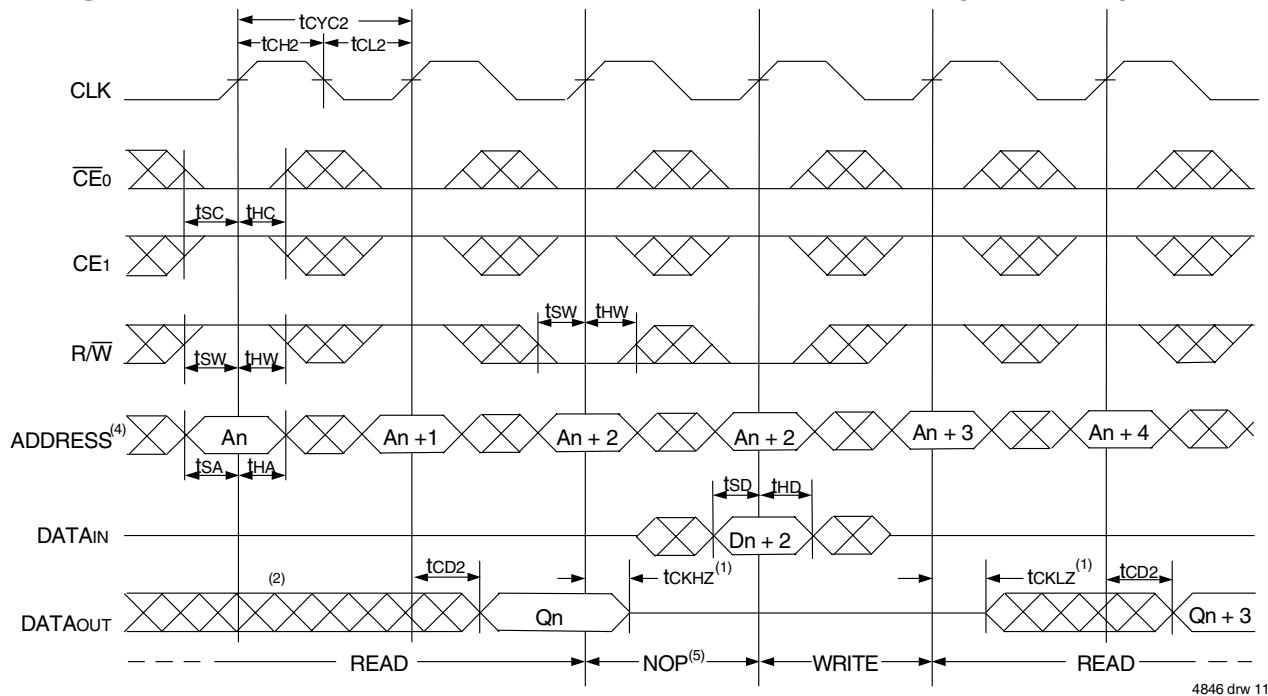 tCYC2
tCH2 tCL2
CLK
CE0
tSC tHC
CE1
tSW tHW
R/W
tSW tHW
ADDRESS(4) An An +1 An + 2 An + 2 An + 3 An + 4
tSA tHA
tSD tHD
DATAIN Dn + 2
tCD2 tCKHZ(1) tCKLZ(1) tCD2
(2)
DATAOUT Qn Qn + 3
READ NOP(5) WRITE READ
4846 drw 11